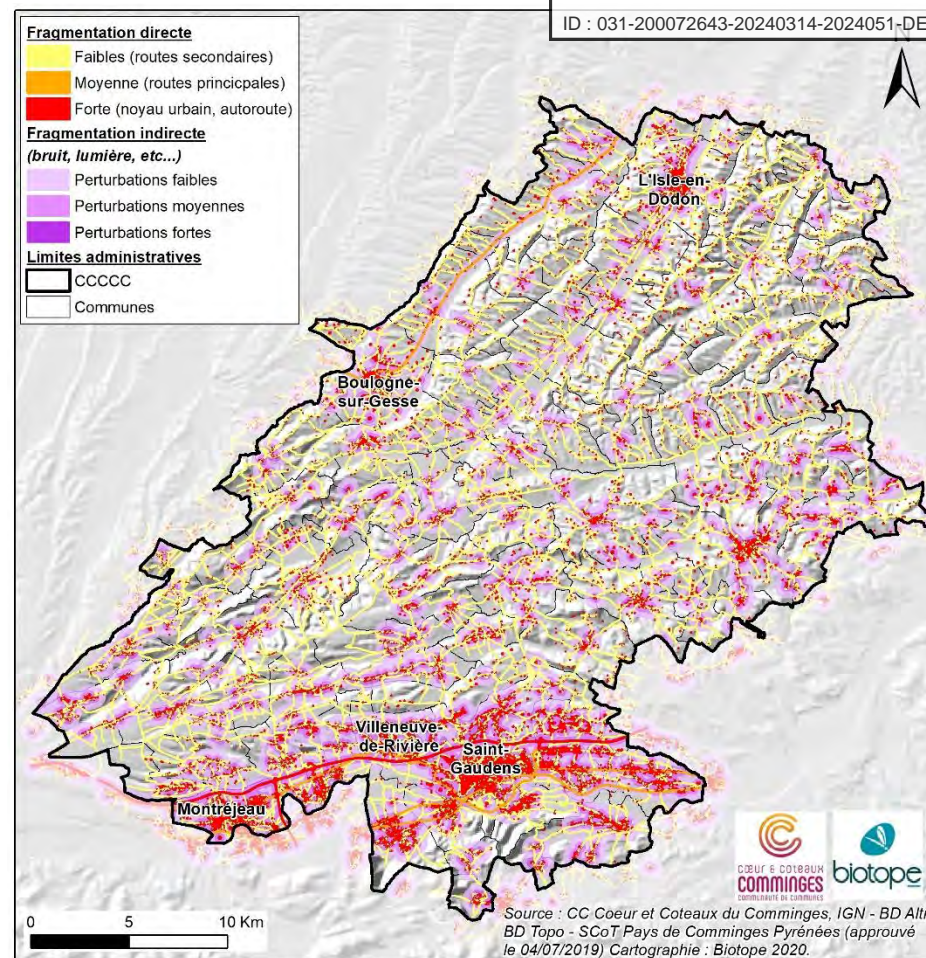 ID : 031-200072643-20240314-2024051-DE
N
Fragmentation directe
Faibles (routes secondaires)
Moyenne (routes princicpales)
Forte (noyau urbain, autoroute)
Fragmentation indirecte
(bruit, lumière, etc...)
Perturbations faibles
Perturbations moyennes
Perturbations fortes
Limites administratives
CCCCC
Communes
L'Isle-en-
Dodon
Boulogne-
sur-Gesse
Villeneuve-
de-Rivière
Saint-
Gaudens
Montréjeau
0 5 10 Km
cœur & coteaux
COMMINGES
COMMUNAUTÉ DE COMMUNES
biotope
Source : CC Coeur et Coteaux du Comminges, IGN - BD Alti
BD Topo - SCoT Pays de Comminges Pyrénées (approuvé
le 04/07/2019) Cartographie : Biotope 2020.